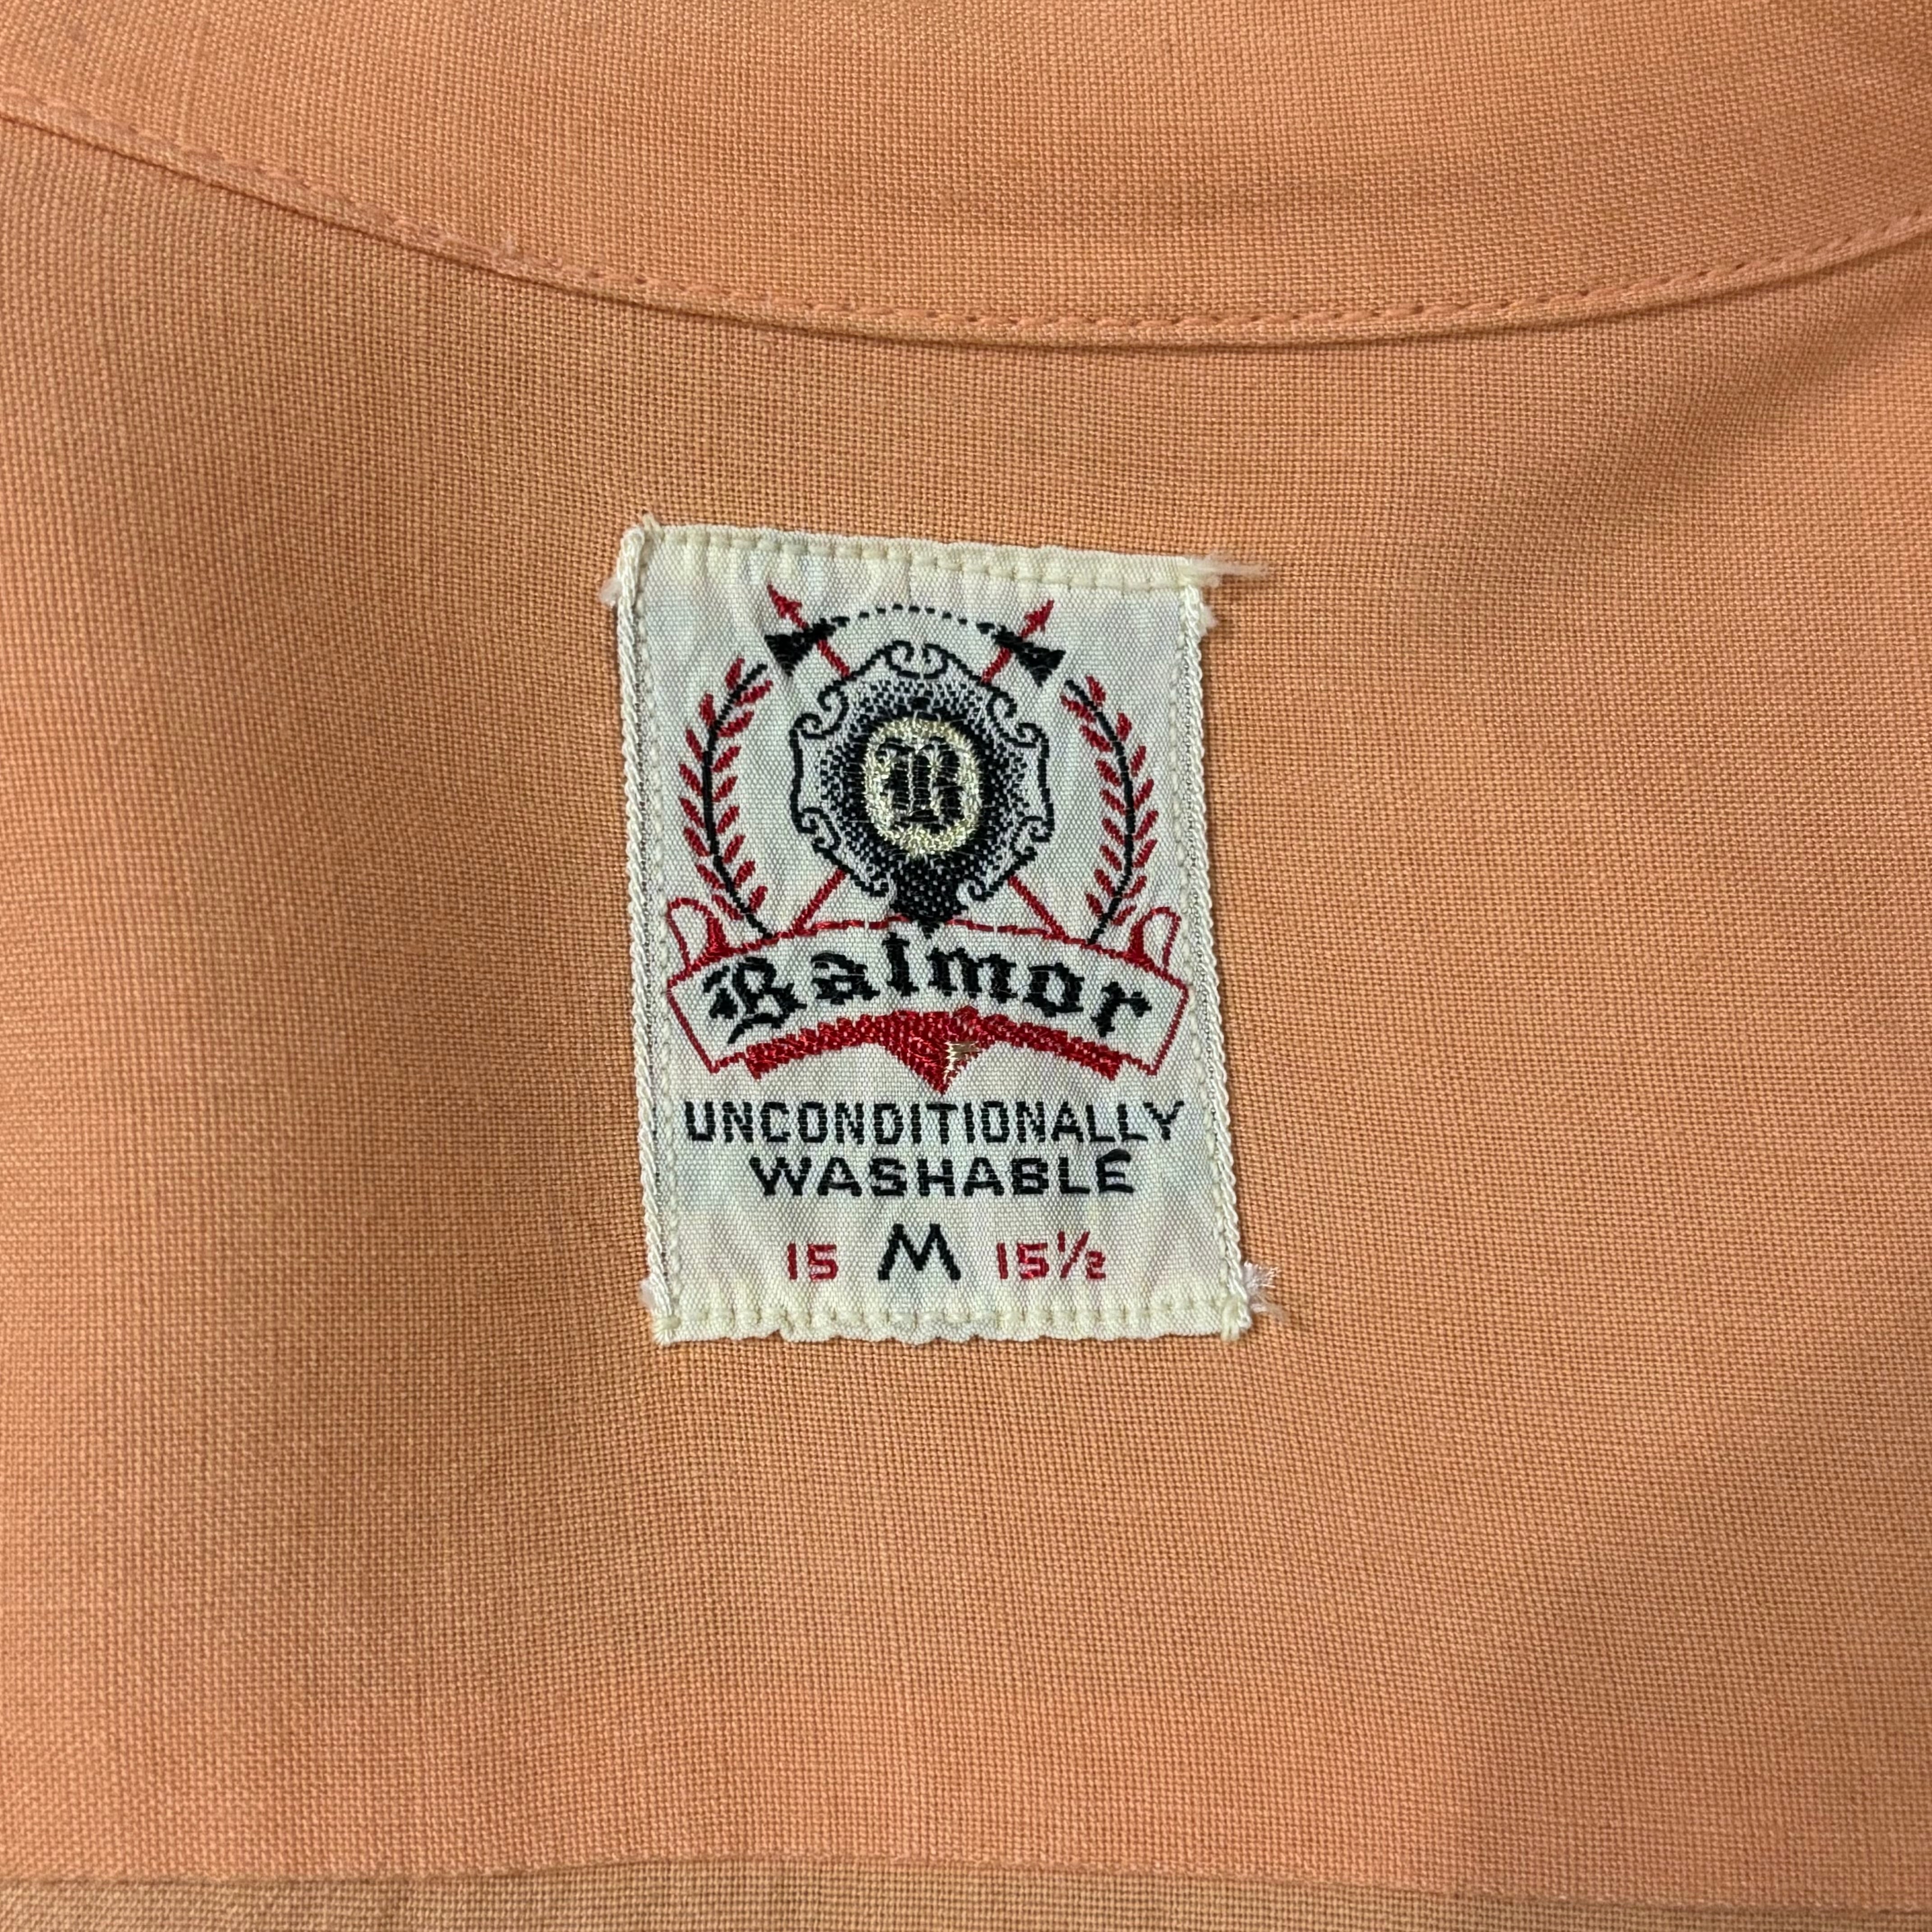 B
Balmor
UNCONDITIONALLY
WASHABLE
15 M 15½